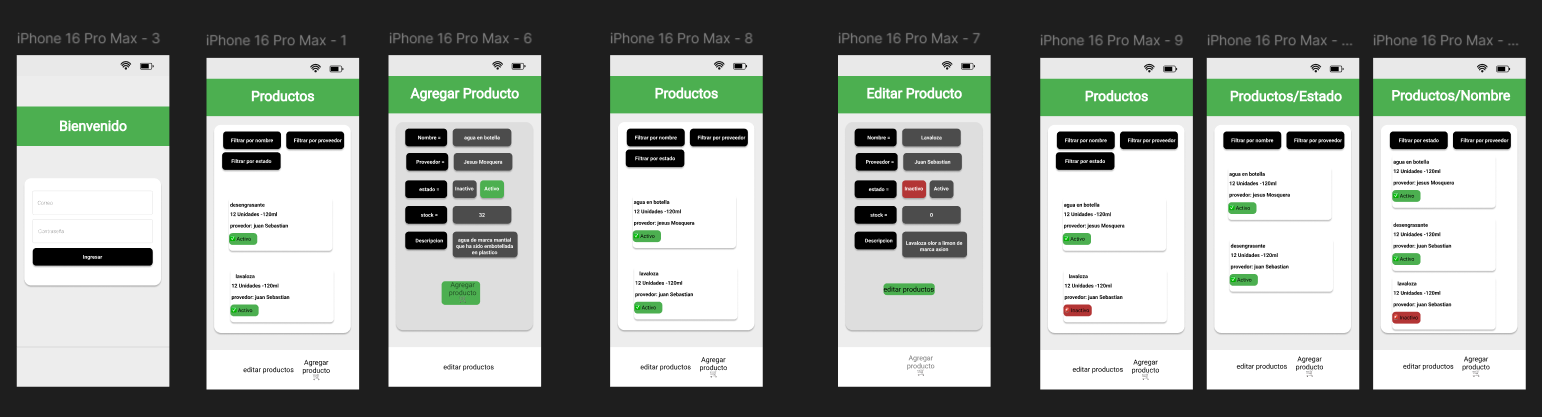 iPhone 16 Pro Max - 3
Bienvenido
Correo
Contraseña
Ingresar
iPhone 16 Pro Max - 1
Productos
Filtrar por nombre
Filtrar por proveedor
Filtrar por estado
desengrasante
12 Unidades -120ml
provedor: juan Sebastian
Activo
lavaloza
12 Unidades -120ml
provedor: juan Sebastian
Activo
editar productos
Agregar
producto
iPhone 16 Pro Max - 6
Agregar Producto
Nombre =
agua en botella
Proveedor =
Jesus Mosquera
estado =
Inactivo
Activo
stock =
32
Descripcion
agua de marca mantial
que ha sido embotellada
en plastico
Agregar
producto
editar productos
iPhone 16 Pro Max - 8
Productos
Filtrar por nombre
Filtrar por proveedor
Filtrar por estado
agua en botella
12 Unidades -120ml
provedor: jesus Mosquera
Activo
lavaloza
12 Unidades -120ml
provedor: juan Sebastian
Activo
editar productos
Agregar
producto
iPhone 16 Pro Max - 7
Editar Producto
Nombre =
Lavaloza
Proveedor =
Juan Sebastian
estado =
Inactivo
Activo
stock =
0
Descripcion
Lavaloza olor a limon de
marca axion
editar productos
Agregar
producto
iPhone 16 Pro Max - 9
Productos
Filtrar por nombre
Filtrar por proveedor
Filtrar por estado
agua en botella
12 Unidades -120ml
provedor: jesus Mosquera
Activo
lavaloza
12 Unidades -120ml
provedor: juan Sebastian
Inactivo
editar productos
Agregar
producto
iPhone 16 Pro Max - ...
Productos/Estado
Filtrar por nombre
Filtrar por proveedor
agua en botella
12 Unidades -120ml
provedor: jesus Mosquera
Activo
desengrasante
12 Unidades -120ml
provedor: juan Sebastian
Activo
editar productos
Agregar
producto
iPhone 16 Pro Max - ...
Productos/Nombre
Filtrar por estado
Filtrar por proveedor
agua en botella
12 Unidades -120ml
provedor: jesus Mosquera
Activo
desengrasante
12 Unidades -120ml
provedor: juan Sebastian
Activo
lavaloza
12 Unidades -120ml
provedor: juan Sebastian
Inactivo
editar productos
Agregar
producto